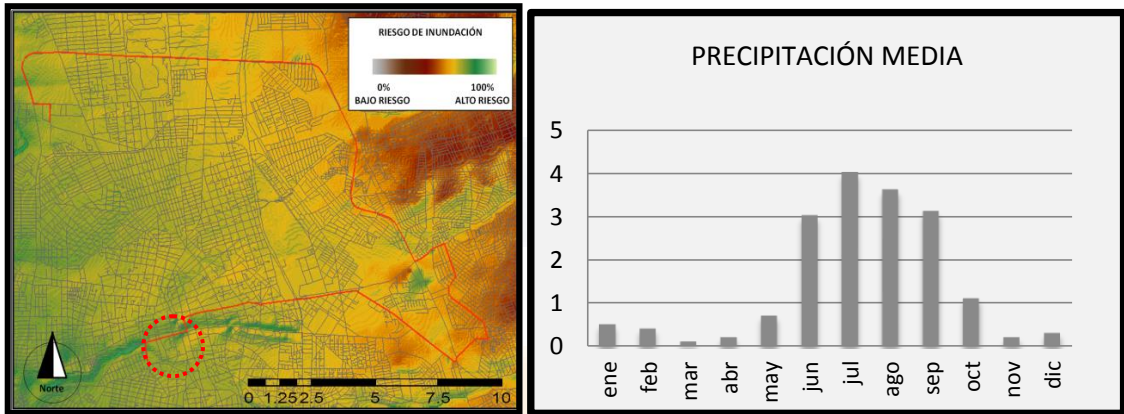 RIESGO DE INUNDACIÓN
0% 100%
BAJO RIESGO ALTO RIESGO
Norte
0 1.25 2.5 5 7.5 10
PRECIPITACIÓN MEDIA
5
4
3
2
1
0
ene feb mar abr may jun jul ago sep oct nov dic